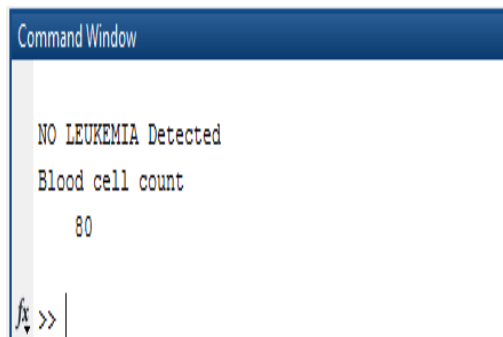 Command Window
NO LEUKEMIA Detected
Blood cell count
80
fx >>